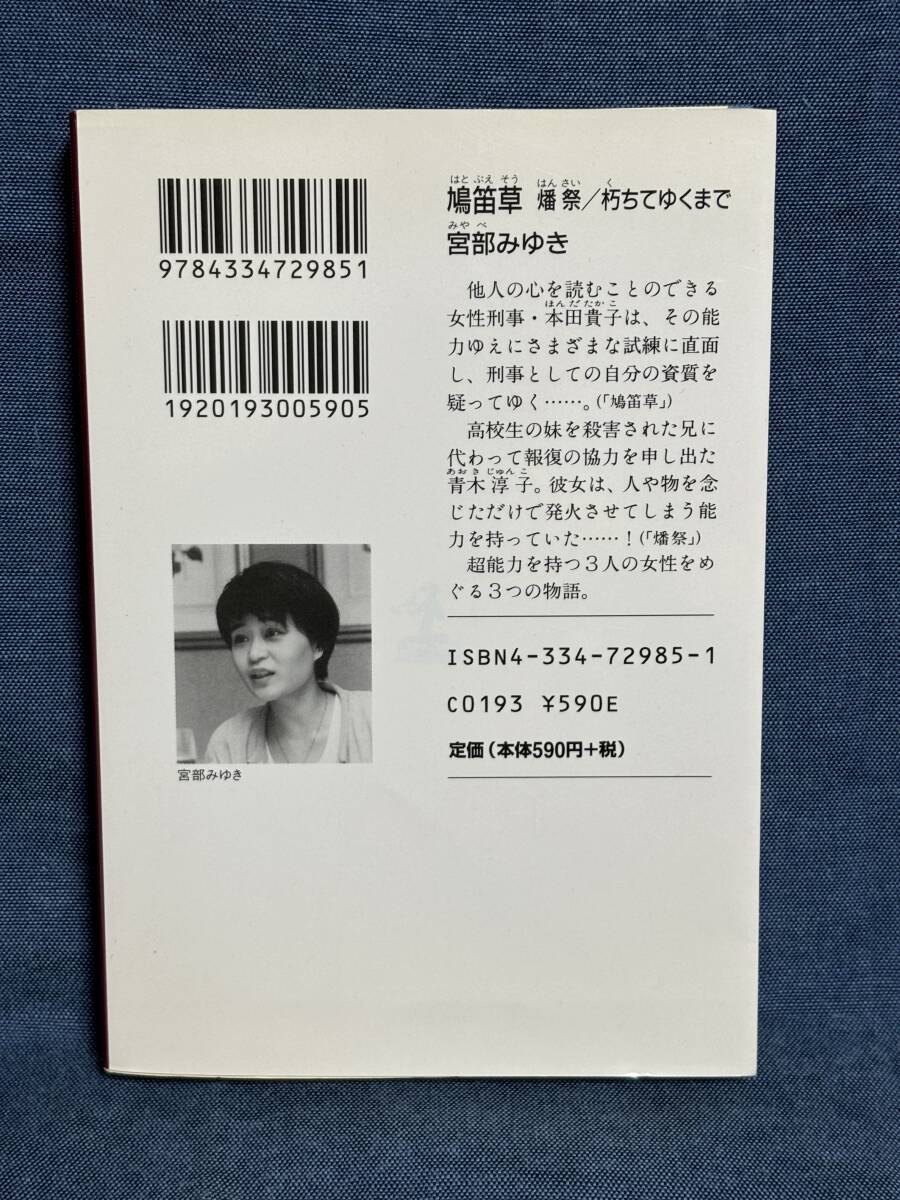 9784334729851
1920193005905
宮部みゆき
はとぶえそう はんさい く
鳩笛草 燔祭/朽ちてゆくまで
みやべ
宮部みゆき
他人の心を読むことのできる
ほんだたかこ
女性刑事・本田貴子は、その能
力ゆえにさまざまな試練に直面
し、刑事としての自分の資質を
疑ってゆく……。(「鳩笛草」)
高校生の妹を殺害された兄に
代わって報復の協力を申し出た
あおきじゅんこ
青木淳子。彼女は、人や物を念
じただけで発火させてしまう能
力を持っていた……!(「燔祭」)
超能力を持つ3人の女性をめ
ぐる3つの物語。
ISBN4-334-72985-1
C0193 ¥590E
定価(本体590円+税)